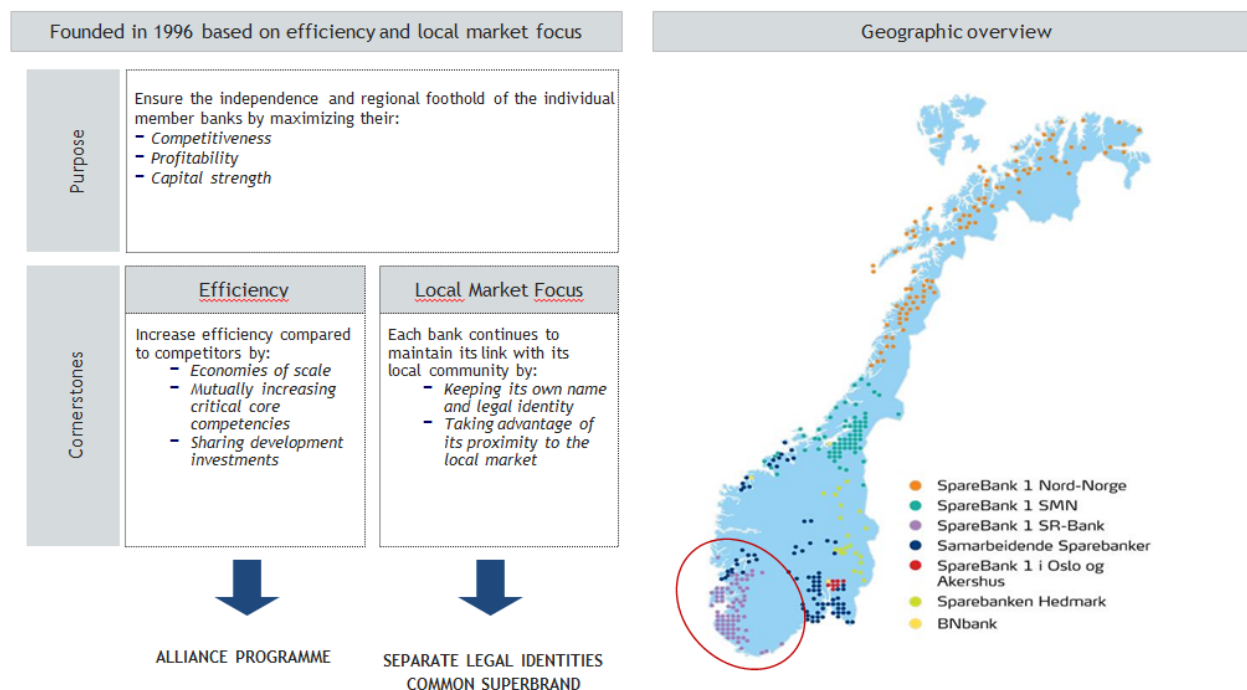 Founded in 1996 based on efficiency and local market focus
Purpose
Ensure the independence and regional foothold of the individual
member banks by maximizing their:
– Competitiveness
– Profitability
– Capital strength
Cornerstones
Efficiency
Increase efficiency compared
to competitors by:
– Economies of scale
– Mutually increasing
critical core
competencies
– Sharing development
investments
Local Market Focus
Each bank continues to
maintain its link with its
local community by:
– Keeping its own name
and legal identity
– Taking advantage of
its proximity to the
local market
ALLIANCE PROGRAMME
SEPARATE LEGAL IDENTITIES
COMMON SUPERBRAND
Geographic overview
SpareBank 1 Nord-Norge
SpareBank 1 SMN
SpareBank 1 SR-Bank
Samarbeidende Sparebanker
SpareBank 1 i Oslo og
Akershus
Sparebanken Hedmark
BNbank